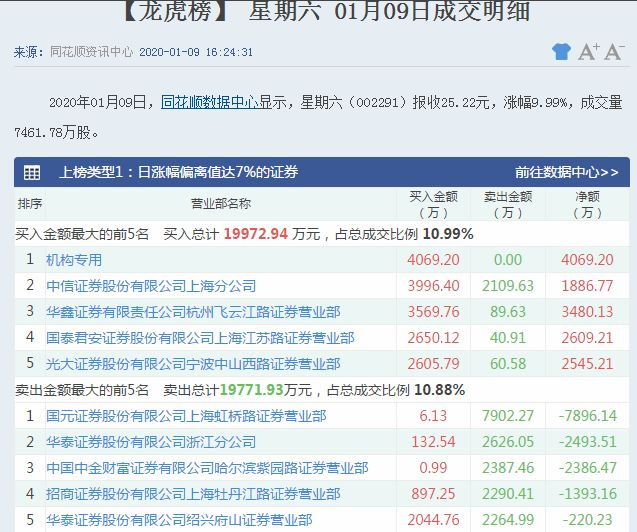 【龙虎榜】 星期六 01月09日成交明细
来源：同花顺资讯中心 2020-01-09 16:24:31 A+ A-
2020年01月09日，同花顺数据中心显示，星期六（002291）报收25.22元，涨幅9.99%，成交量
7461.78万股。
上榜类型1：日涨幅偏离值达7%的证券 前往数据中心>>
排序 营业部名称 买入金额（万） 卖出金额（万） 净额（万）
买入金额最大的前5名 买入总计 19972.94 万元，占总成交比例 10.99%
1 机构专用 4069.20 0.00 4069.20
2 中信证券股份有限公司上海分公司 3996.40 2109.63 1886.77
3 华鑫证券有限责任公司杭州飞云江路证券营业部 3569.76 89.63 3480.13
4 国泰君安证券股份有限公司上海江苏路证券营业部 2650.12 40.91 2609.21
5 光大证券股份有限公司宁波中山西路证券营业部 2605.79 60.58 2545.21
卖出金额最大的前5名 卖出总计19771.93万元，占总成交比例 10.88%
1 国元证券股份有限公司上海虹桥路证券营业部 6.13 7902.27 -7896.14
2 华泰证券股份有限公司浙江分公司 132.54 2626.05 -2493.51
3 中国中金财富证券有限公司哈尔滨紫园路证券营业部 0.99 2387.46 -2386.47
4 招商证券股份有限公司上海牡丹江路证券营业部 897.25 2290.41 -1393.16
5 华泰证券股份有限公司绍兴府山证券营业部 2044.76 2264.99 -220.23